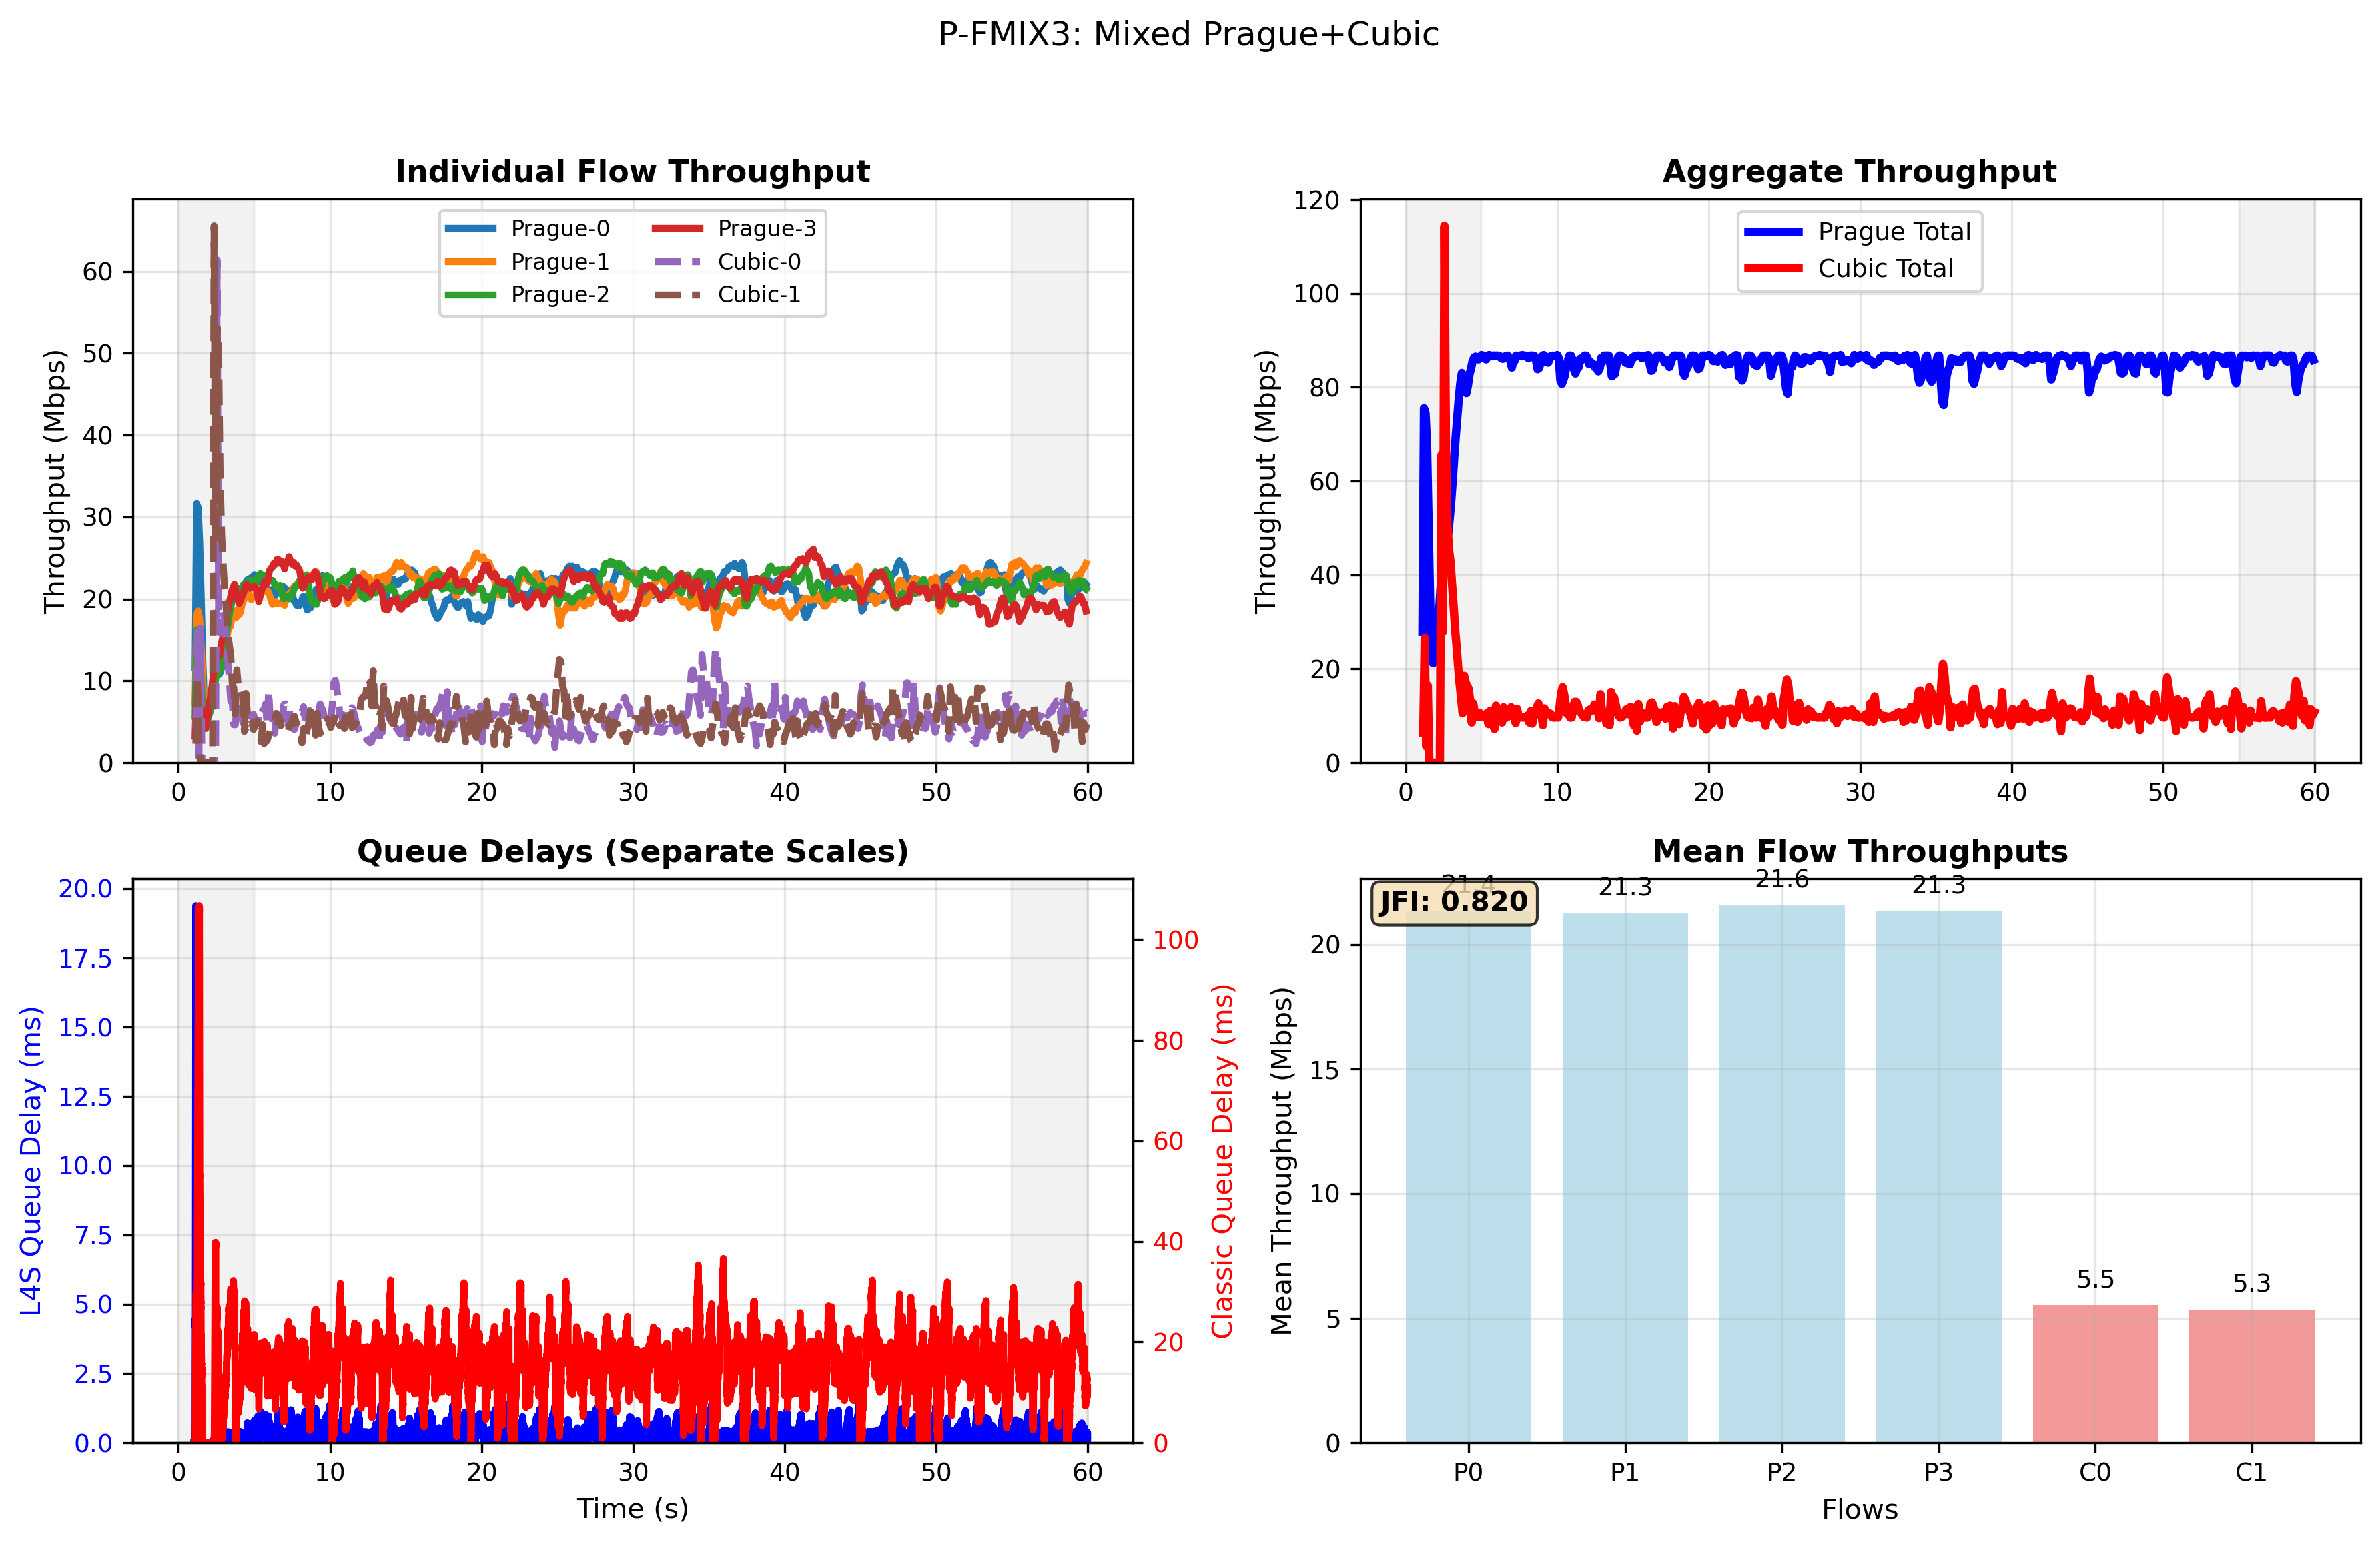 P-FMIX3: Mixed Prague+Cubic
Individual Flow Throughput
Throughput (Mbps)
60
50
40
30
20
10
0
Prague-0
Prague-1
Prague-2
Prague-3
Cubic-0
Cubic-1
0 10 20 30 40 50 60
Aggregate Throughput
Throughput (Mbps)
120
100
80
60
40
20
0
Prague Total
Cubic Total
0 10 20 30 40 50 60
Queue Delays (Separate Scales)
L4S Queue Delay (ms)
20.0
17.5
15.0
12.5
10.0
7.5
5.0
2.5
0.0
100
80
60
40
20
0
Classic Queue Delay (ms)
0 10 20 30 40 50 60
Time (s)
Mean Flow Throughputs
Mean Throughput (Mbps)
20
15
10
5
0
JFI: 0.820
21.4
21.3
21.6
21.3
5.5
5.3
P0 P1 P2 P3 C0 C1
Flows